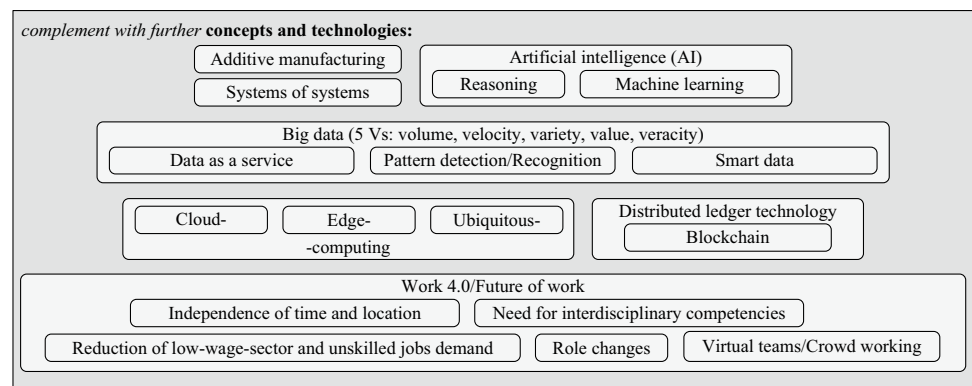 complement with further concepts and technologies:
Additive manufacturing
Systems of systems
Artificial intelligence (AI)
Reasoning
Machine learning
Big data (5 Vs: volume, velocity, variety, value, veracity)
Data as a service
Pattern detection/Recognition
Smart data
Cloud-
Edge-
Ubiquitous-
-computing
Distributed ledger technology
Blockchain
Work 4.0/Future of work
Independence of time and location
Need for interdisciplinary competencies
Reduction of low-wage-sector and unskilled jobs demand
Role changes
Virtual teams/Crowd working